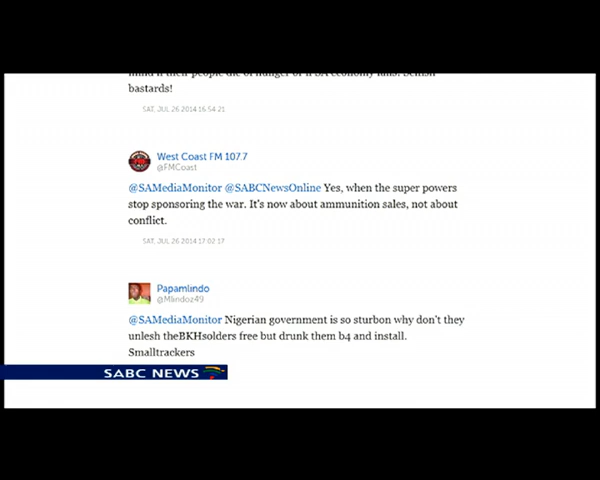 mind if their people die of hunger or if SA economy falls. Selfish
bastards!
SAT, JUL 26 2014 16:54:21
West Coast FM 107.7
@FMCoast
@SAMediaMonitor @SABCNewsOnline Yes, when the super powers
stop sponsoring the war. It's now about ammunition sales, not about
conflict.
SAT, JUL 26 2014 17:02:17
Papamlindo
@Mlindoz49
@SAMediaMonitor Nigerian government is so sturbon why don't they
unlesh theBKHsolders free but drunk them b4 and install.
Smalltrackers
SABC NEWS